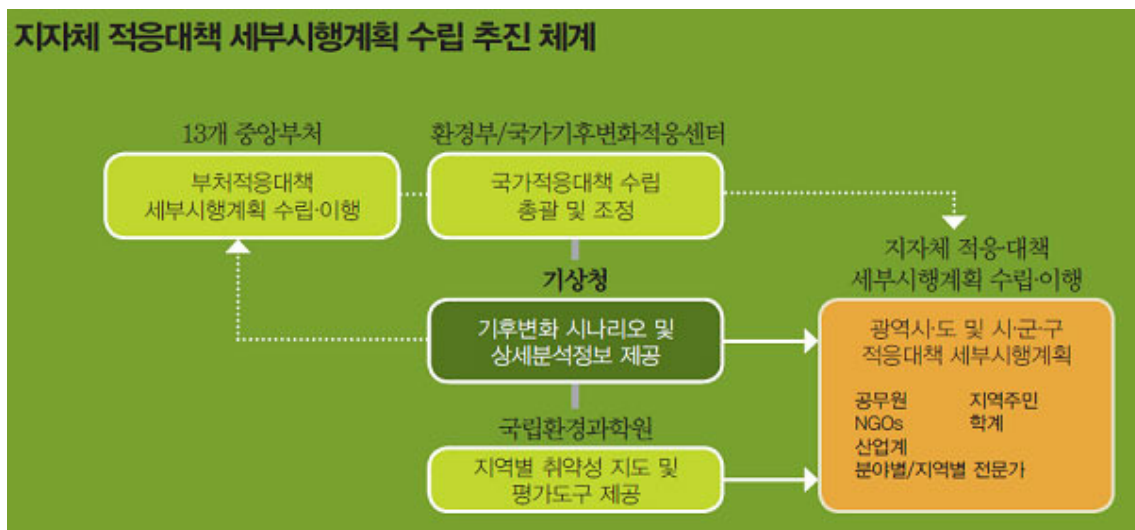 지자체 적응대책 세부시행계획 수립 추진 체계
13개 중앙부처
부처적응대책
세부시행계획 수립·이행
환경부/국가기후변화적응센터
국가적응대책 수립
총괄 및 조정
기상청
기후변화 시나리오 및
상세분석정보 제공
국립환경과학원
지역별 취약성 지도 및
평가도구 제공
지자체 적응·대책
세부시행계획 수립·이행
광역시·도 및 시·군·구
적응대책 세부시행계획
공무원 지역주민
NGOs 학계
산업계
분야별/지역별 전문가